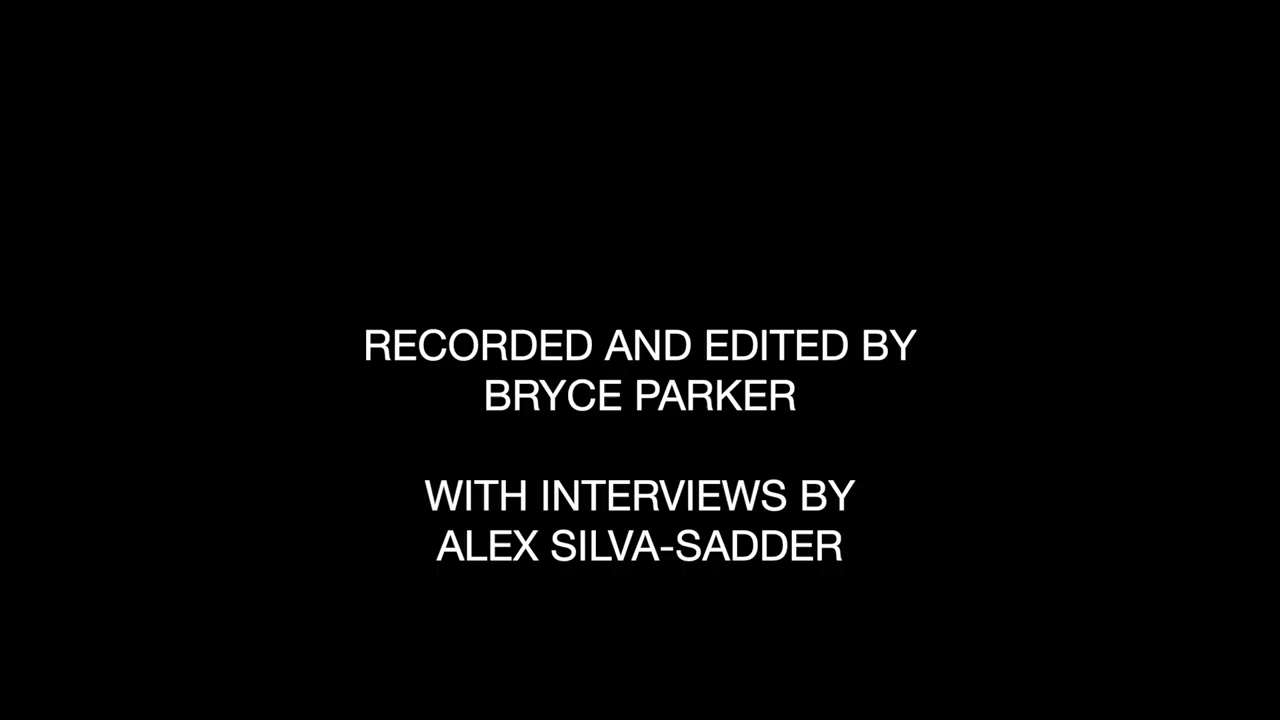 RECORDED AND EDITED BY
BRYCE PARKER
WITH INTERVIEWS BY
ALEX SILVA-SADDER